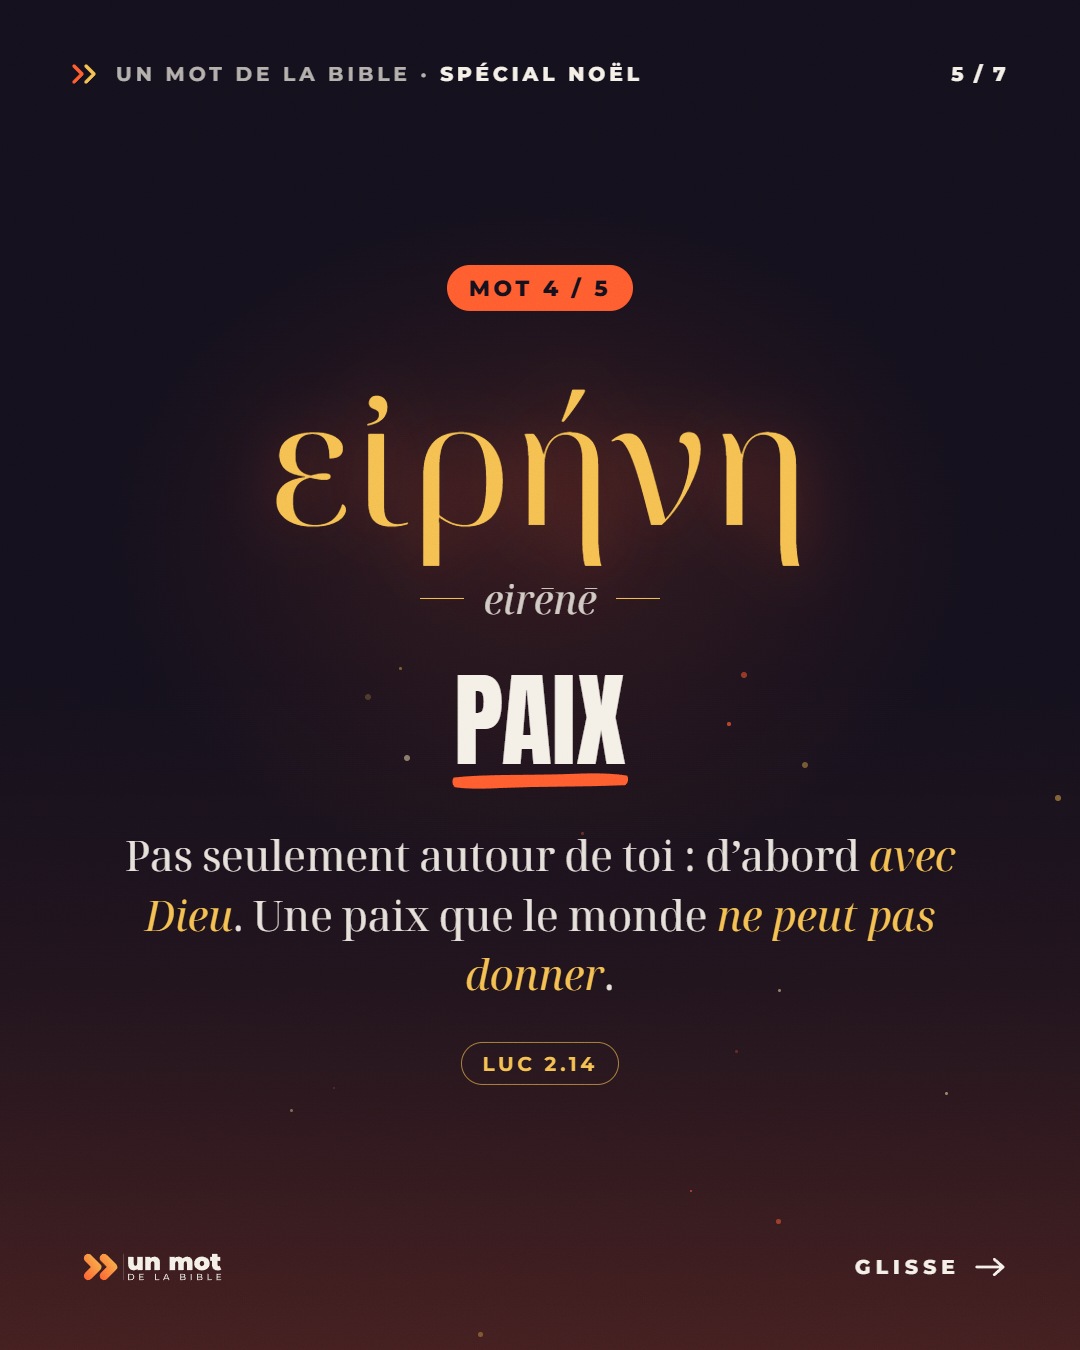 UN MOT DE LA BIBLE · SPÉCIAL NOËL
5 / 7
MOT 4 / 5
εἰρήνη
eirēnē
PAIX
Pas seulement autour de toi : d’abord avec
Dieu. Une paix que le monde ne peut pas
donner.
LUC 2.14
un mot
DE LA BIBLE
GLISSE →